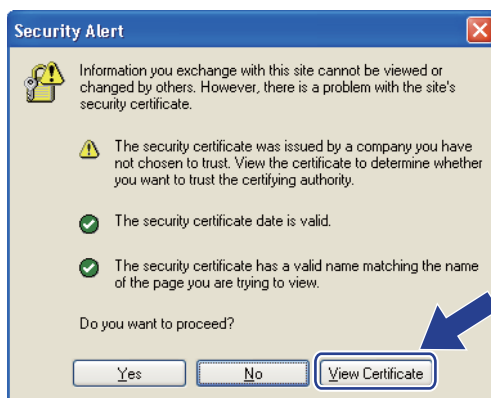 Security Alert
Information you exchange with this site cannot be viewed or
changed by others. However, there is a problem with the site's
security certificate.
The security certificate was issued by a company you have
not chosen to trust. View the certificate to determine whether
you want to trust the certifying authority.
The security certificate date is valid.
The security certificate has a valid name matching the name
of the page you are trying to view.
Do you want to proceed?
Yes No View Certificate